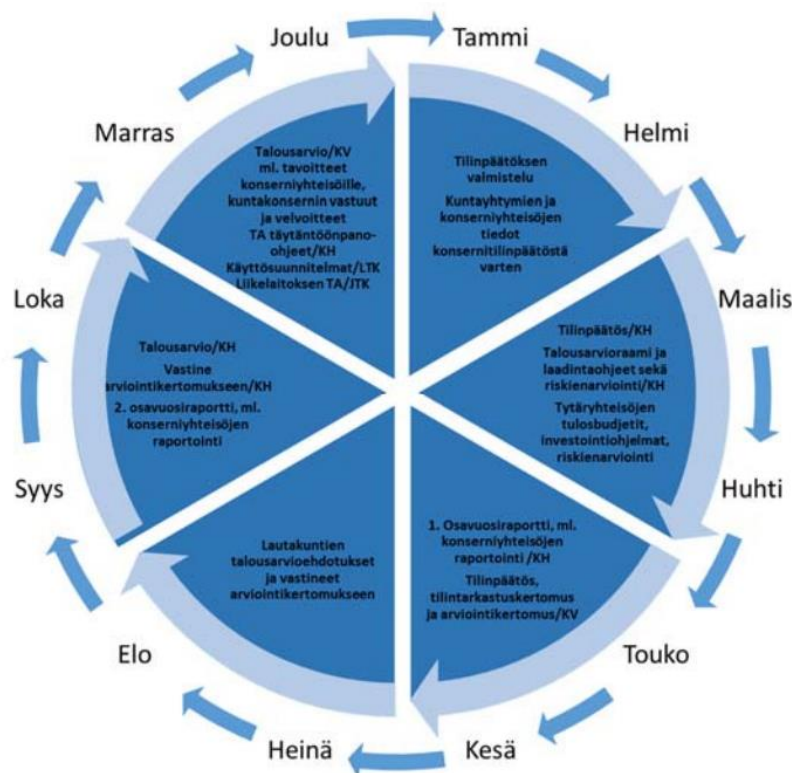 Joulu
Tammi
Helmi
Maalis
Huhti
Touko
Kesä
Heinä
Elo
Syys
Loka
Marras
Tilinpäätöksen
valmistelu
Kuntayhtymien ja
konserniyhteisöjen
tiedot
konsernitilinpäätöstä
varten
Tilinpäätös/KH
Talousarvioraami ja
laadintaohjeet sekä
riskienarviointi/KH
Tytäryhteisöjen
tulosbudjetit,
investointiohjelmat,
riskienarviointi
1. Osavuosiraportti, ml.
konserniyhteisöjen
raportointi /KH
Tilinpäätös,
tilintarkastuskertomus
ja arviointikertomus/KV
Lautakuntien
talousarvioehdotukset
ja vastineet
arviointikertomukseen
Talousarvio/KH
Vastine
arviointikertomukseen/KH
2. osavuosiraportti, ml.
konserniyhteisöjen
raportointi
Talousarvio/KV
ml. tavoitteet
konserniyhteisöille,
kuntakonsernin vastuut
ja velvoitteet
TA täytäntöönpano-
ohjeet/KH
Käyttösuunnitelmat/LTK
Liikelaitoksen TA/JTK